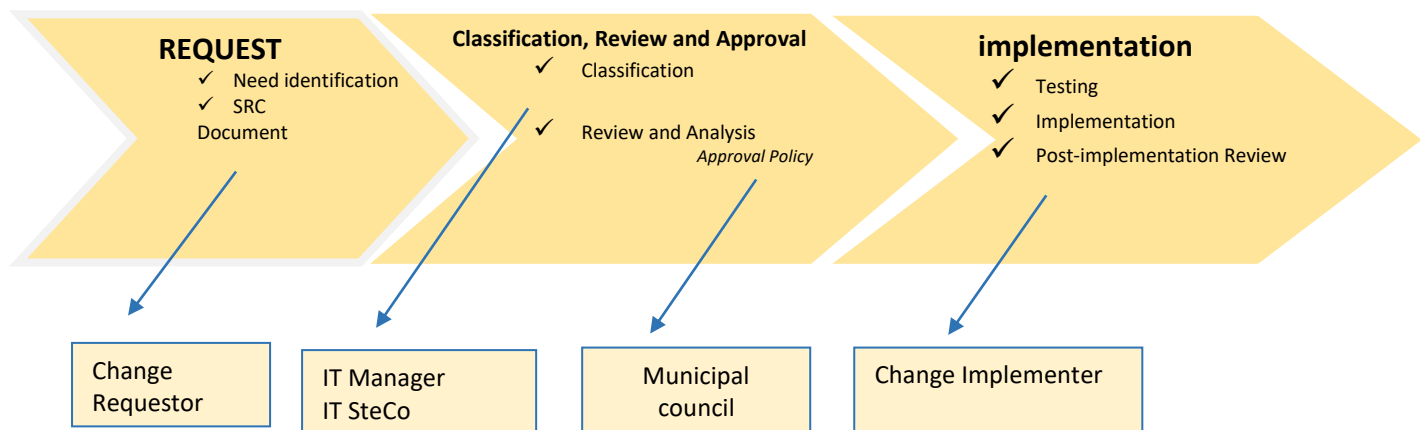 REQUEST
✓ Need identification
✓ SRC
Document
Classification, Review and Approval
✓ Classification
✓ Review and Analysis
Approval Policy
implementation
✓ Testing
✓ Implementation
✓ Post-implementation Review
Change
Requestor
IT Manager
IT SteCo
Municipal
council
Change Implementer